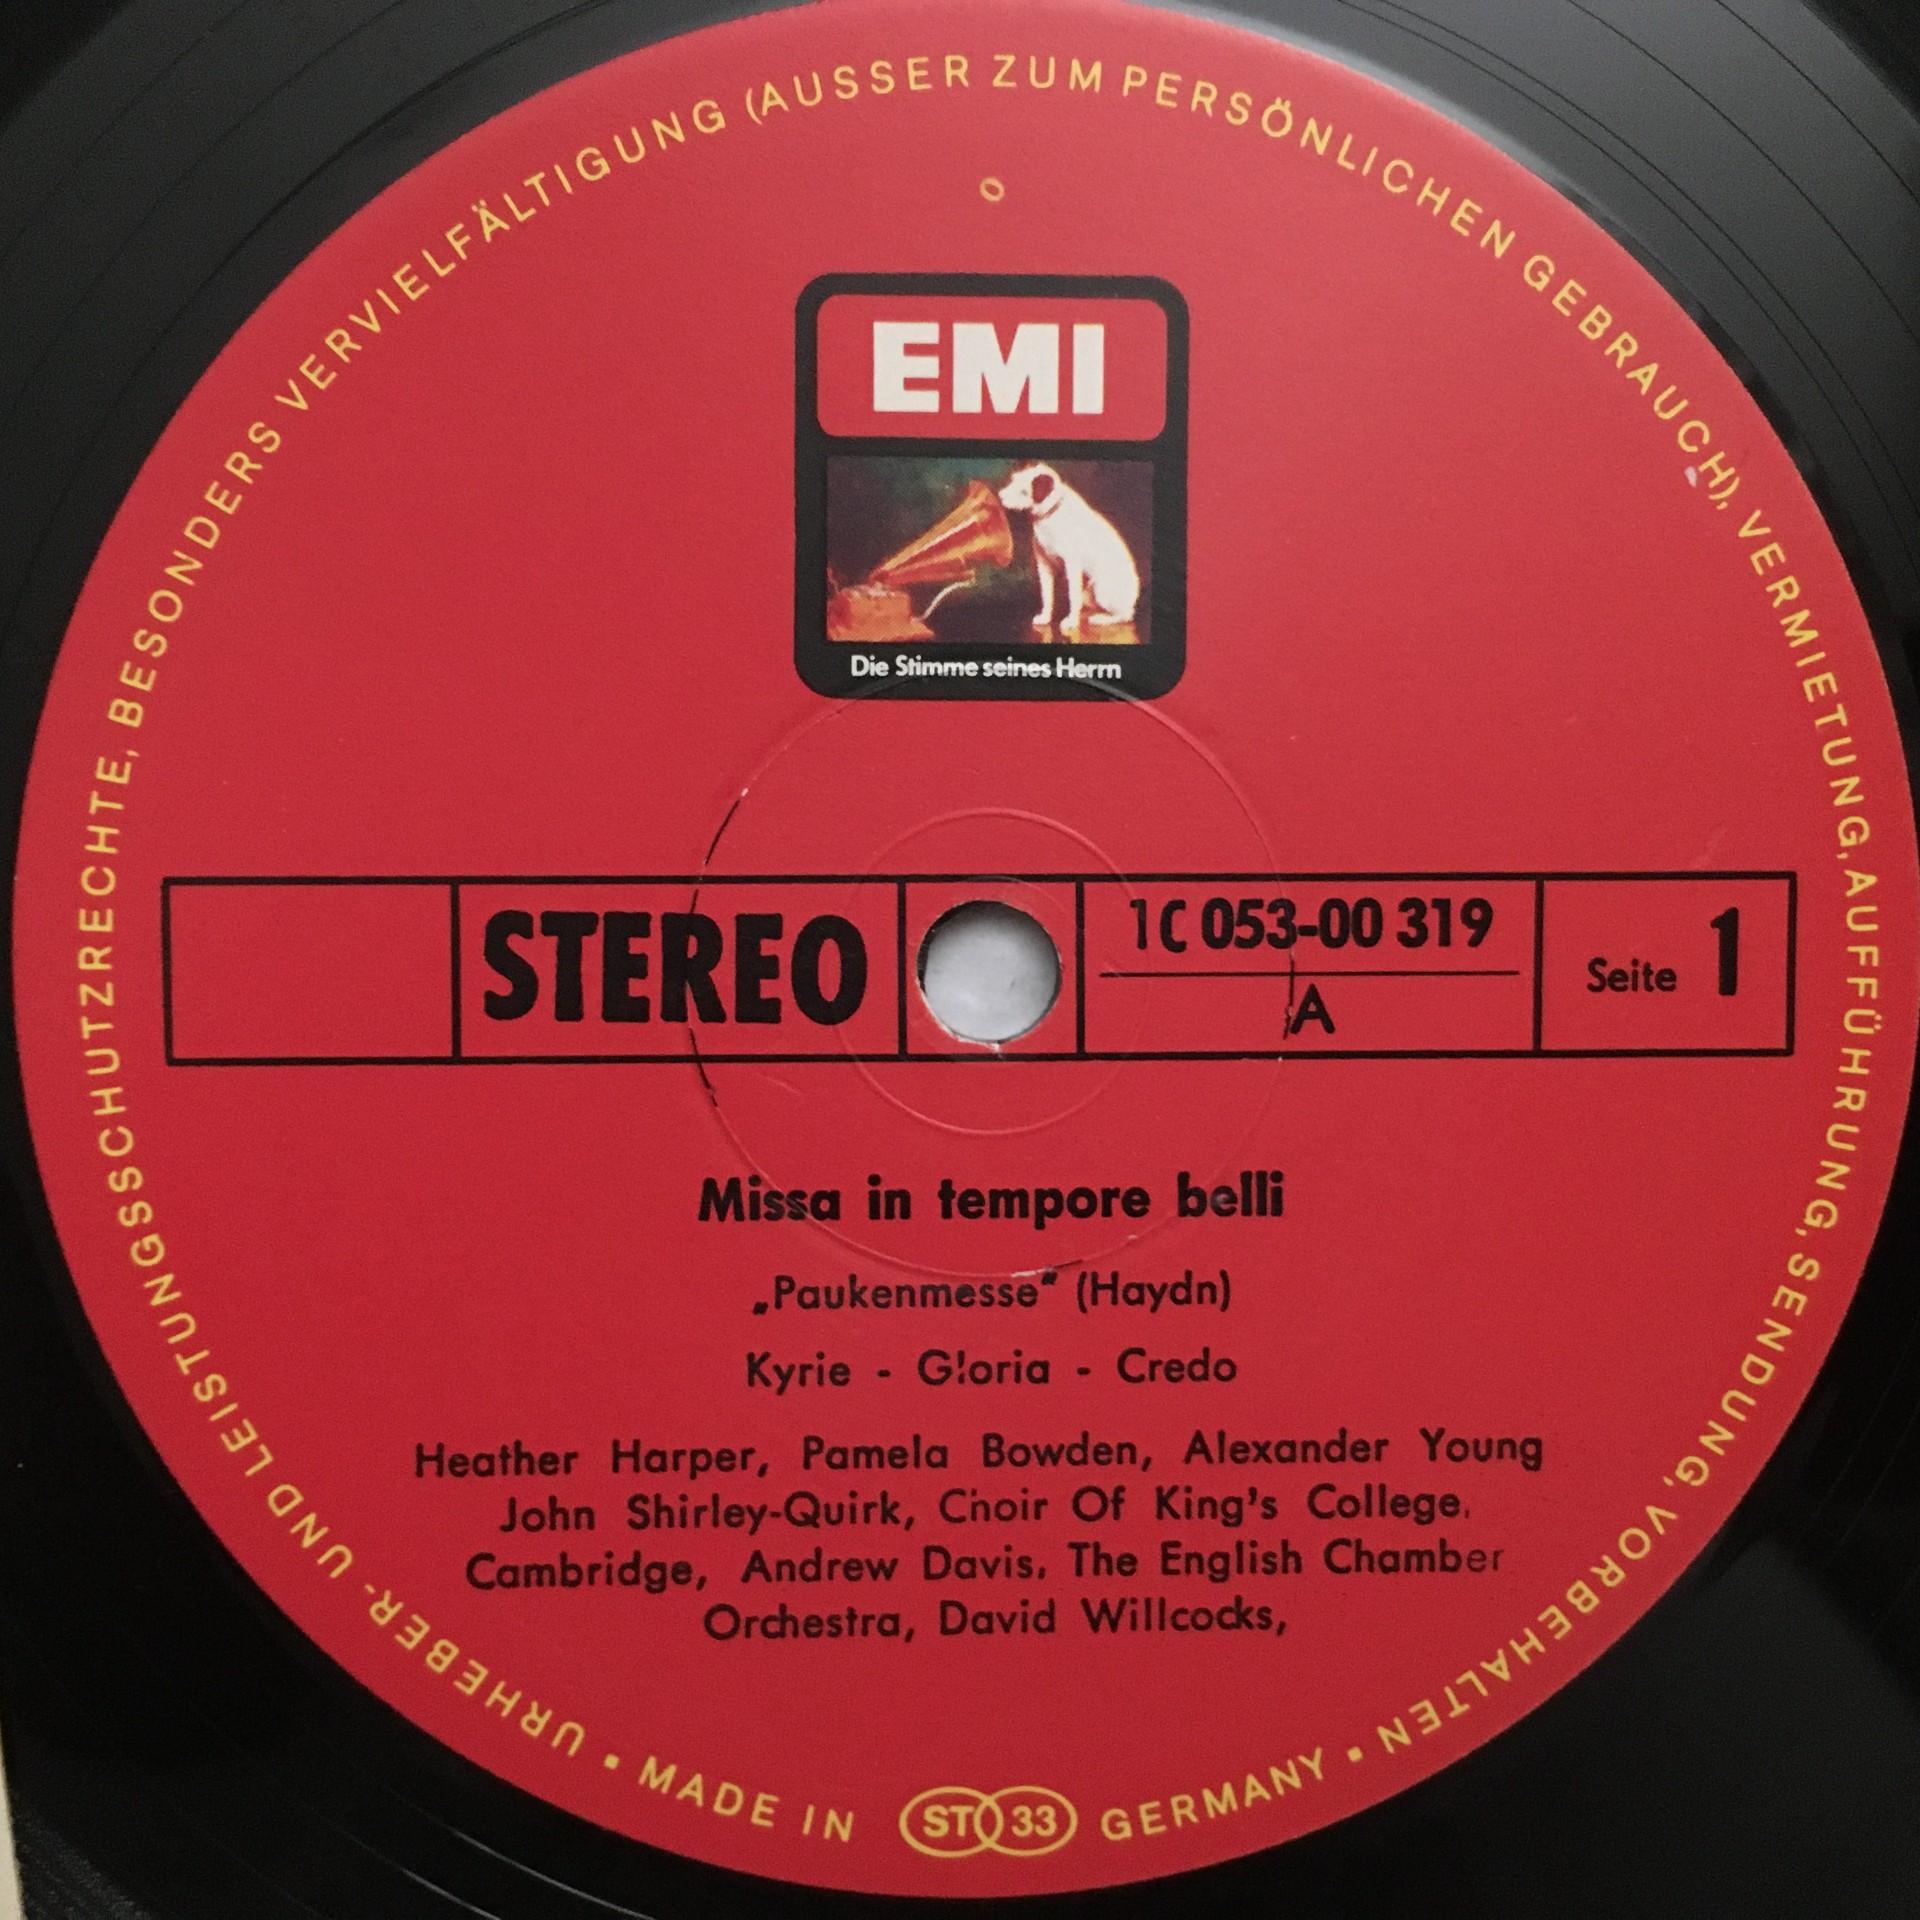 URHEBER- UND LEISTUNGSSCHUTZRECHTE, BESONDERS VERVIELFÄLTIGUNG (AUSSER ZUM PERSÖNLICHEN GEBRAUCH), VERMIETUNG, AUFFÜHRUNG, SENDUNG, VORBEHALTEN
EMI
Die Stimme seines Herrn
STEREO
1C 053-00 319
A
Seite 1
Missa in tempore belli
„Paukenmesse“ (Haydn)
Kyrie - Gloria - Credo
Heather Harper, Pamela Bowden, Alexander Young
John Shirley-Quirk, Choir Of King's College,
Cambridge, Andrew Davis, The English Chamber
Orchestra, David Willcocks,
• MADE IN ST 33 GERMANY •